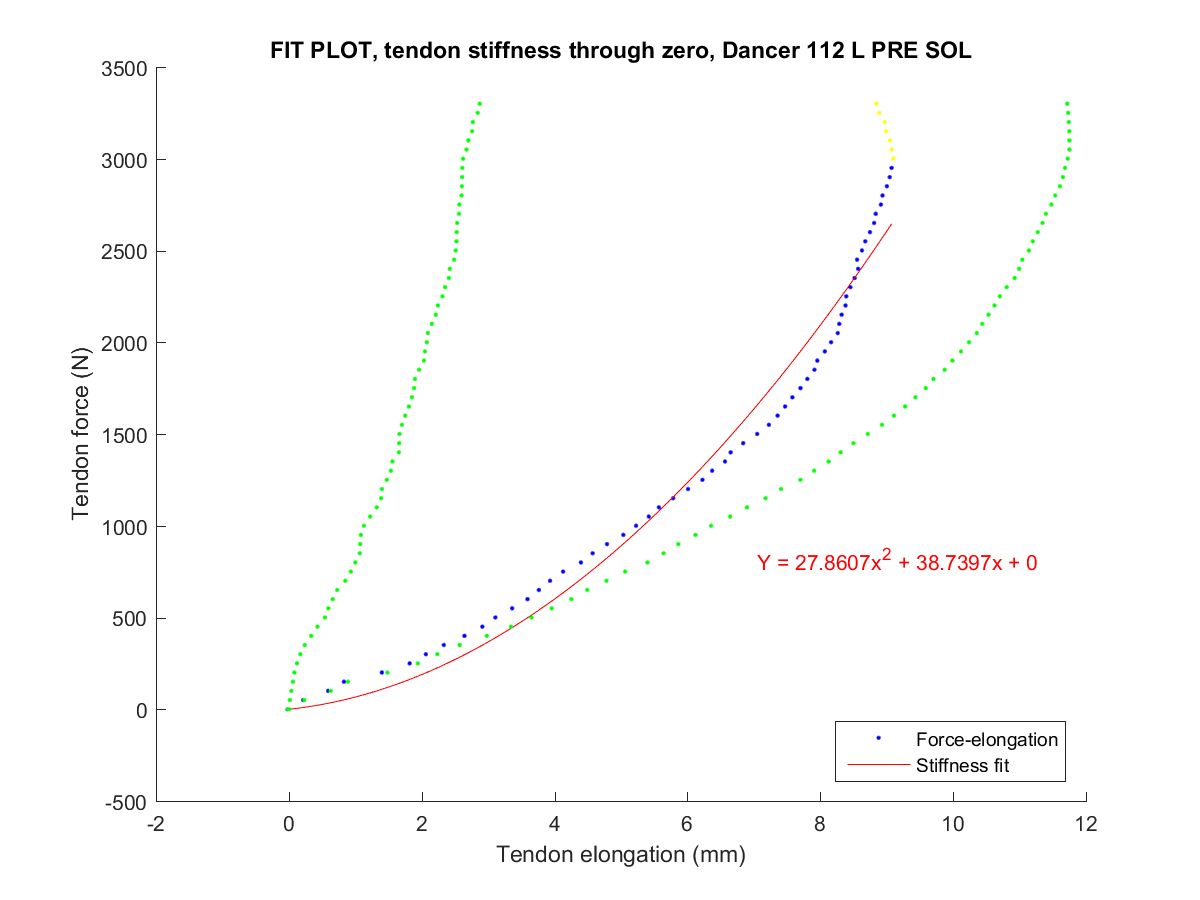 FIT PLOT, tendon stiffness through zero, Dancer 112 L PRE SOL
3500
3000
2500
2000
1500
1000
500
0
-500
Tendon force (N)
Y = 27.8607x² + 38.7397x + 0
Force-elongation
Stiffness fit
-2 0 2 4 6 8 10 12
Tendon elongation (mm)